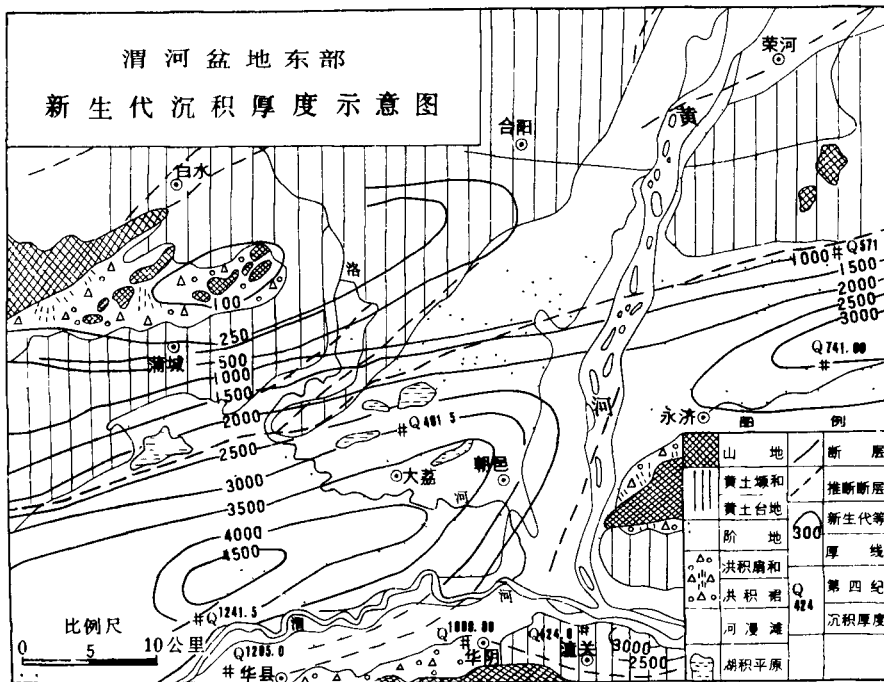 渭河盆地东部
新生代沉积厚度示意图
荣河
黄
合阳
白水
洛
1000 #Q571
1500
2000
2500
3000
Q741.00
#
100
250
500
1000
1500
2000
2500
3000
3500
4000
4500
蒲城
河
永济
#Q401.5
大荔
朝邑
河
图例
山地
断层
黄土塬和
黄土台地
推断断层
阶地
300
新生代等
厚线
洪积扇和
洪积裙
Q
424
第四纪
沉积厚度
河漫滩
湖积平原
#Q1241.5
渭
河
比例尺
0 5 10公里
Q1205.0
#华县
Q1000.00
#
华阴
Q424.0 #
潼关
3000
2500